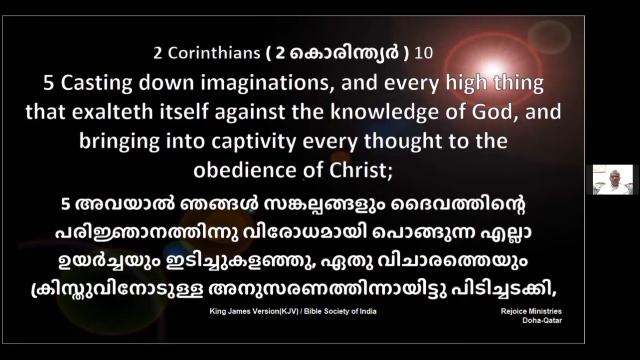 2 Corinthians ( 2 കൊരിന്ത്യർ ) 10
5 Casting down imaginations, and every high thing
that exalteth itself against the knowledge of God, and
bringing into captivity every thought to the
obedience of Christ;
5 അവയാൽ ഞങ്ങൾ സങ്കല്പങ്ങളും ദൈവത്തിന്റെ
പരിജ്ഞാനത്തിന്നു വിരോധമായി പൊങ്ങുന്ന എല്ലാ
ഉയർച്ചയും ഇടിച്ചുകളഞ്ഞു, ഏതു വിചാരത്തെയും
ക്രിസ്തുവിനോടുള്ള അനുസരണത്തിന്നായിട്ടു പിടിച്ചടക്കി,
King James Version(KJV) / Bible Society of India
Rejoice Ministries
Doha-Qatar